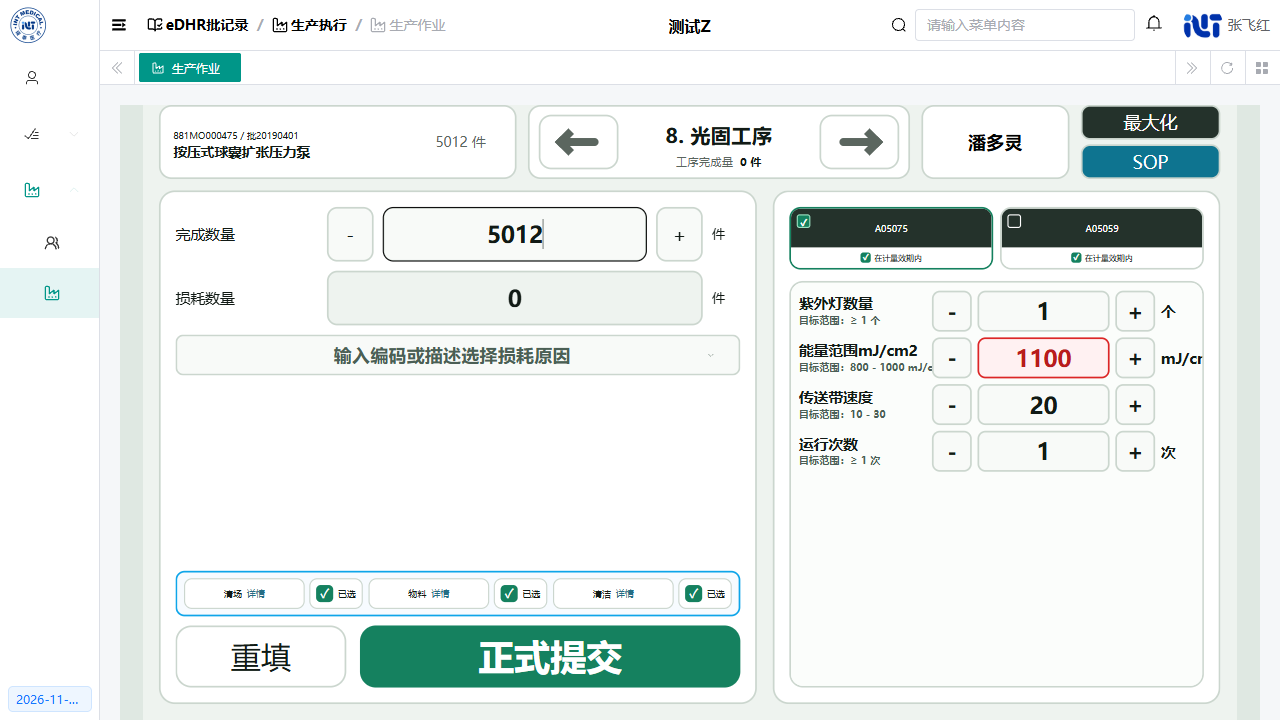 eDHR批记录 / 生产执行 / 生产作业
测试Z
请输入菜单内容
iNT
张飞红
生产作业
881MO000475 / 批20190401
按压式球囊扩张压力泵
5012 件
8. 光固工序
工序完成量 0 件
潘多灵
最大化
SOP
完成数量
-
5012
+
件
损耗数量
0
件
输入编码或描述选择损耗原因
清场 详情
已选
物料 详情
已选
清洁 详情
已选
重填
正式提交
A05075
在计量效期内
A05059
在计量效期内
紫外灯数量
目标范围：≥ 1 个
-
1
+
个
能量范围mJ/cm2
目标范围：800 - 1000 mJ/c
-
1100
+
mJ/cm
传送带速度
目标范围：10 - 30
-
20
+
运行次数
目标范围：≥ 1 次
-
1
+
次
2026-11-...